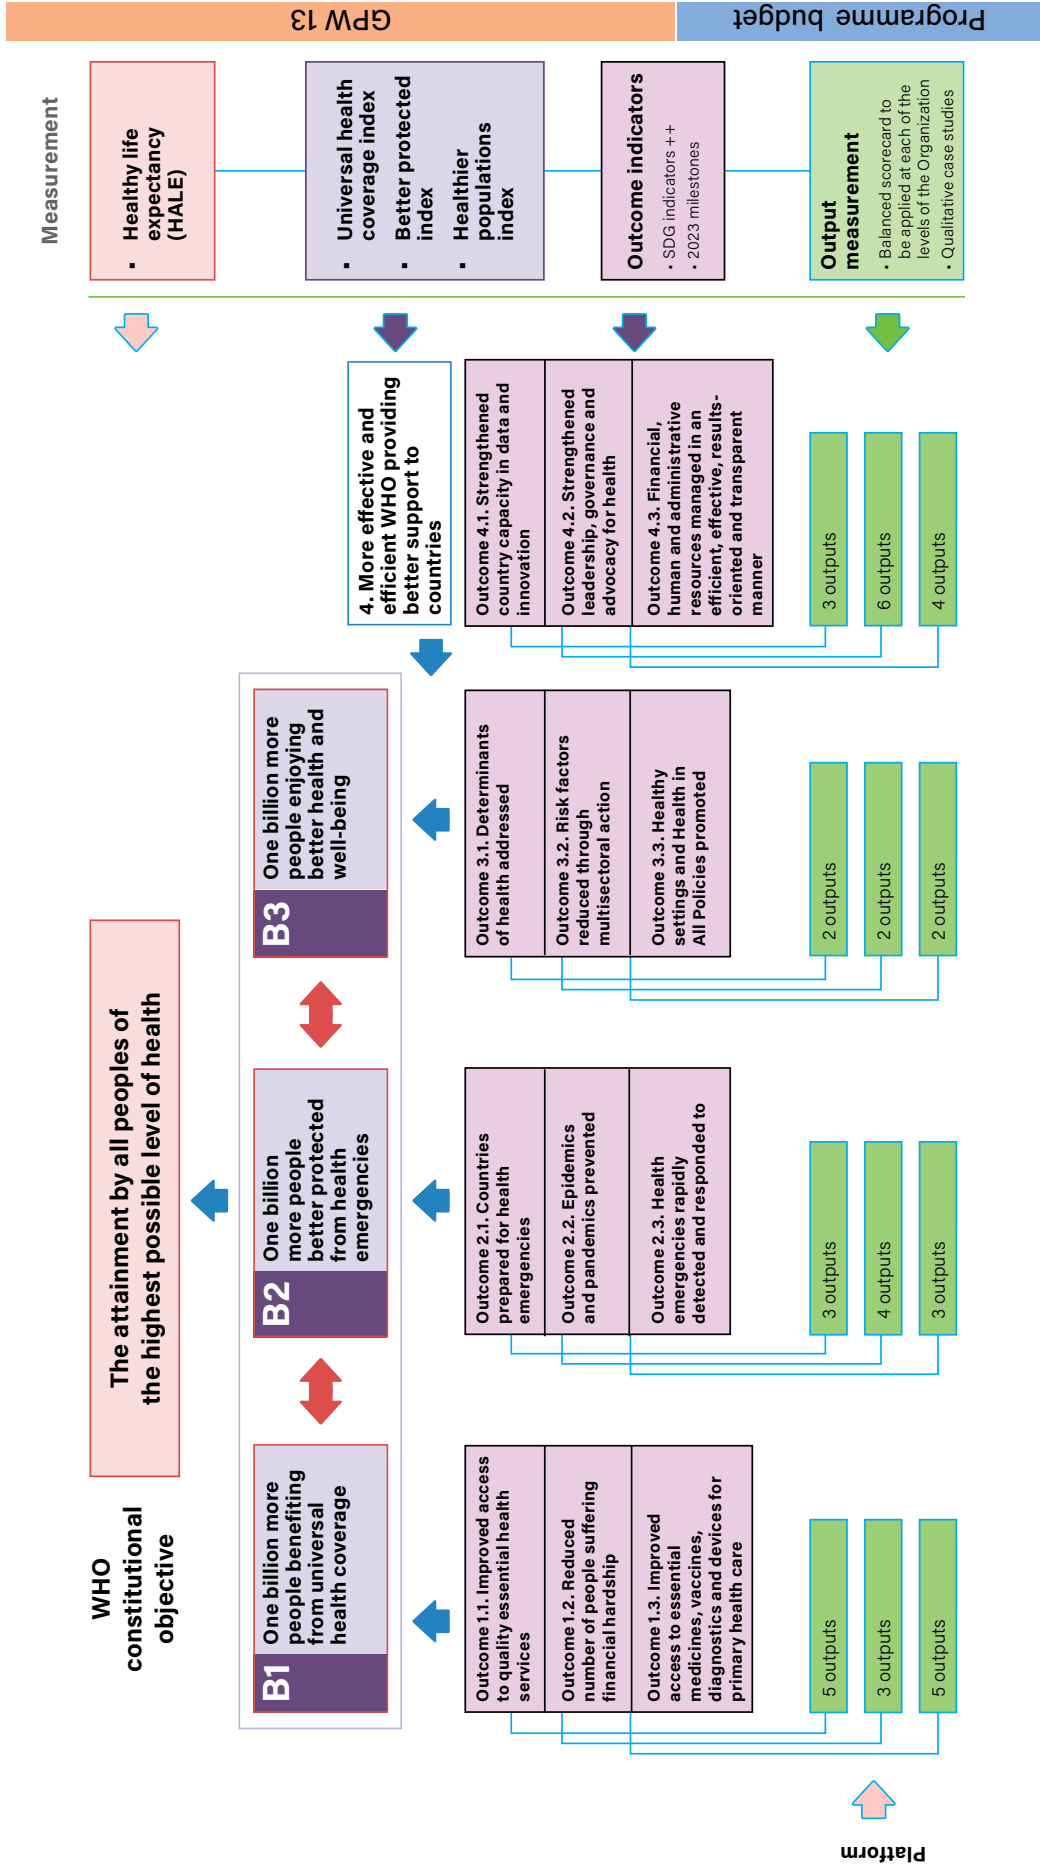 Measurement
WHO
constitutional
objective
The attainment by all peoples of
the highest possible level of health
▪ Healthy life
expectancy
(HALE)
B1
One billion more
people benefiting
from universal
health coverage
B2
One billion
more people
better protected
from health
emergencies
B3
One billion more
people enjoying
better health and
well-being
4. More effective and
efficient WHO providing
better support to
countries
▪ Universal health
coverage index
▪ Better protected
index
▪ Healthier
populations
index
Outcome 1.1. Improved access
to quality essential health
services
Outcome 1.2. Reduced
number of people suffering
financial hardship
Outcome 1.3. Improved
access to essential
medicines, vaccines,
diagnostics and devices for
primary health care
Outcome 2.1. Countries
prepared for health
emergencies
Outcome 2.2. Epidemics
and pandemics prevented
Outcome 2.3. Health
emergencies rapidly
detected and responded to
Outcome 3.1. Determinants
of health addressed
Outcome 3.2. Risk factors
reduced through
multisectoral action
Outcome 3.3. Healthy
settings and Health in
All Policies promoted
Outcome 4.1. Strengthened
country capacity in data and
innovation
Outcome 4.2. Strengthened
leadership, governance and
advocacy for health
Outcome 4.3. Financial,
human and administrative
resources managed in an
efficient, effective, results-
oriented and transparent
manner
Outcome indicators
• SDG indicators ++
• 2023 milestones
Platform
5 outputs
3 outputs
5 outputs
3 outputs
4 outputs
3 outputs
2 outputs
2 outputs
2 outputs
3 outputs
6 outputs
4 outputs
Output
measurement
• Balanced scorecard to
be applied at each of the
levels of the Organization
• Qualitative case studies
GPW 13
Programme budget